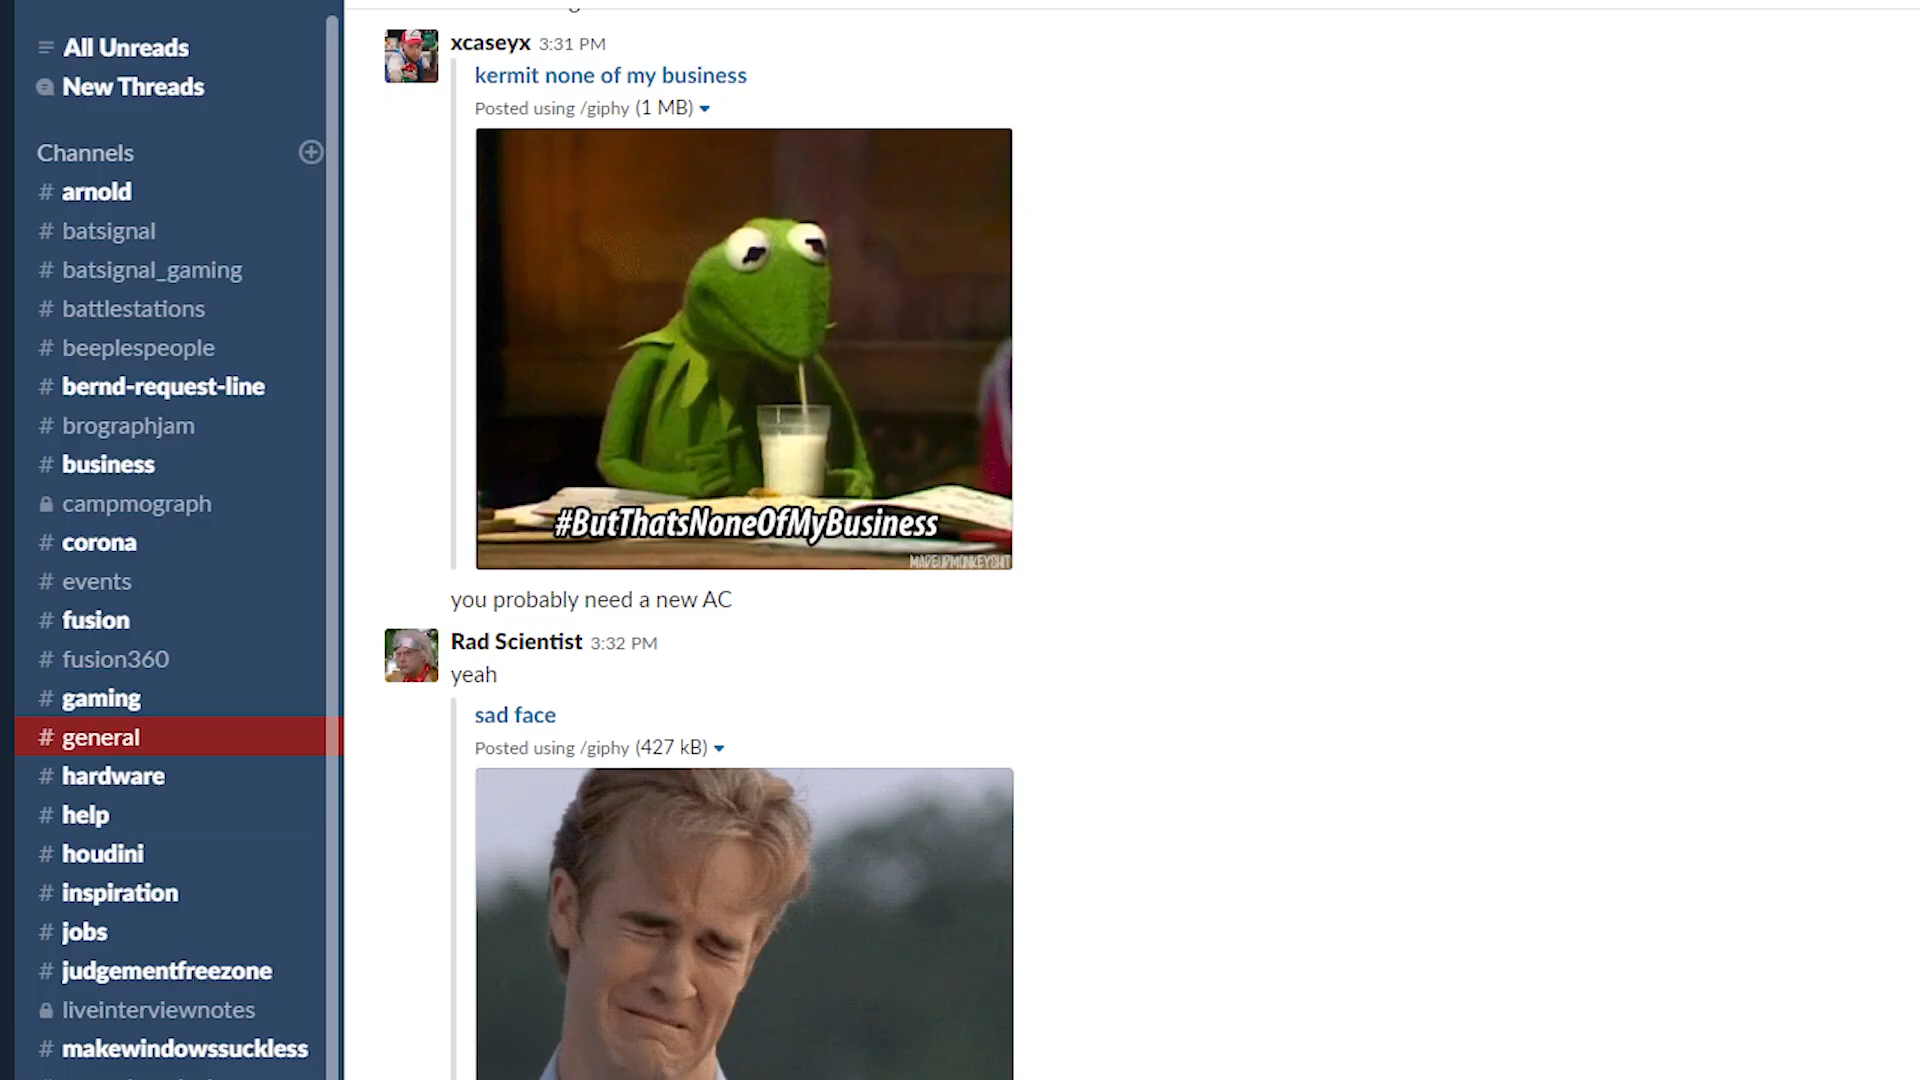 All Unreads
New Threads
Channels
# arnold
# batsignal
# batsignal_gaming
# battlestations
# beeplespeople
# bernd-request-line
# brographjam
# business
campmograph
# corona
# events
# fusion
# fusion360
# gaming
# general
# hardware
# help
# houdini
# inspiration
# jobs
# judgementfreezone
liveinterviewnotes
# makewindowssuckless
xcaseyx 3:31 PM
kermit none of my business
Posted using /giphy (1 MB)
#ButThatsNoneOfMyBusiness
MADEUPMONKEYSHIT
you probably need a new AC
Rad Scientist 3:32 PM
yeah
sad face
Posted using /giphy (427 kB)